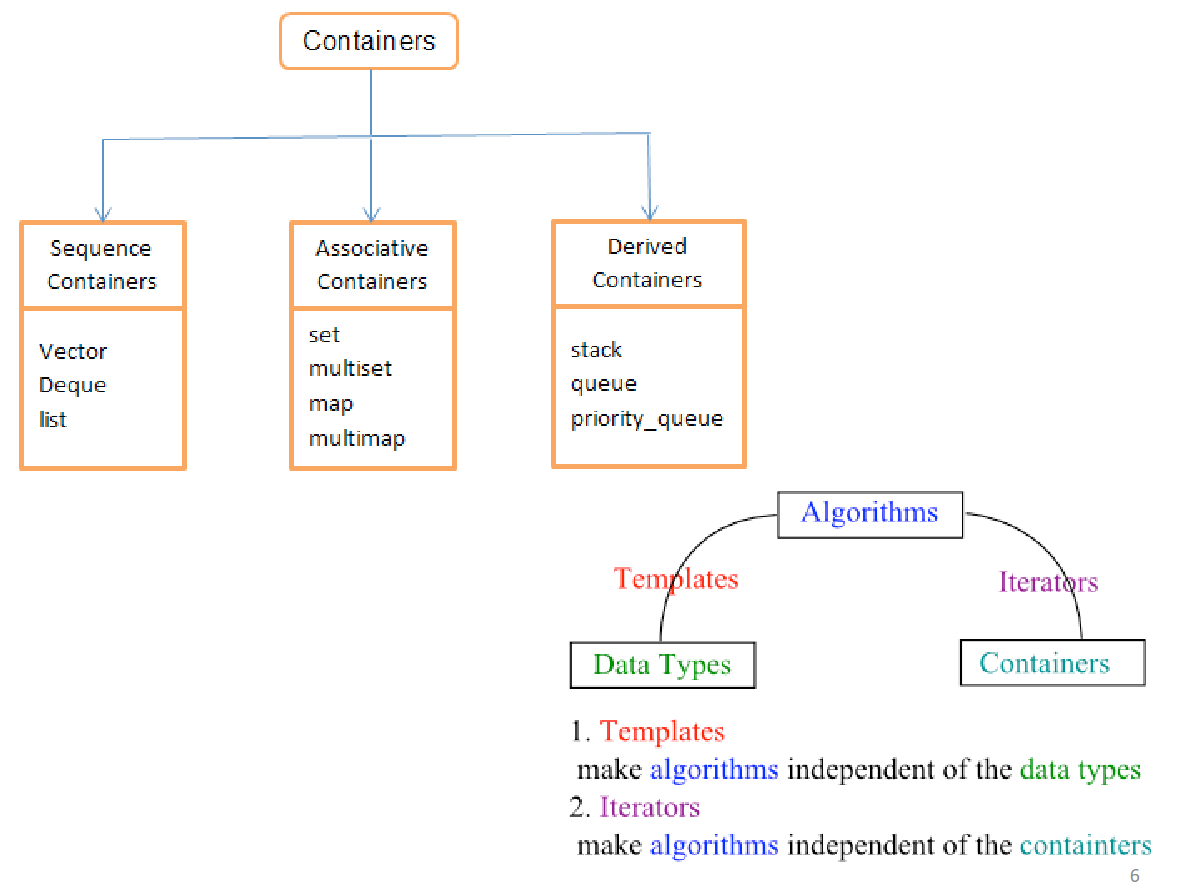 Containers
Sequence
Containers
Vector
Deque
list
Associative
Containers
set
multiset
map
multimap
Derived
Containers
stack
queue
priority_queue
Algorithms
Templates
Iterators
Data Types
Containers
1. Templates
make algorithms independent of the data types
2. Iterators
make algorithms independent of the containters
6